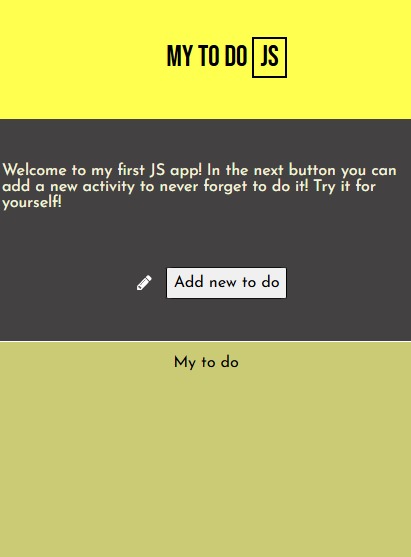 MY TO DO JS
Welcome to my first JS app! In the next button you can
add a new activity to never forget to do it! Try it for
yourself!
Add new to do
My to do